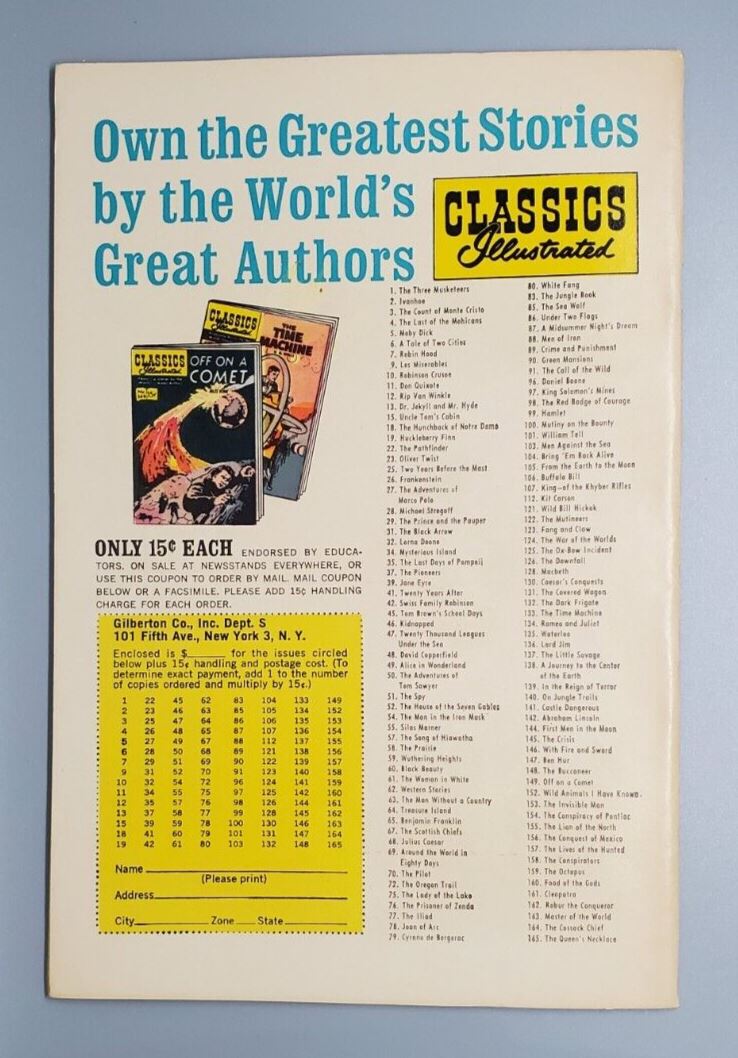 Own the Greatest Stories
by the World's
Great Authors
CLASSICS
Illustrated
CLASSICS
Illustrated
THE
TIME
MACHINE
CLASSICS
Illustrated
OFF ON A
COMET
15¢
ONLY 15¢ EACH ENDORSED BY EDUCA-
TORS. ON SALE AT NEWSSTANDS EVERYWHERE, OR
USE THIS COUPON TO ORDER BY MAIL. MAIL COUPON
BELOW OR A FACSIMILE. PLEASE ADD 15¢ HANDLING
CHARGE FOR EACH ORDER.
Gilberton Co., Inc. Dept. S
101 Fifth Ave., New York 3, N. Y.
Enclosed is $______ for the issues circled
below plus 15¢ handling and postage cost. (To
determine exact payment, add 1 to the number
of copies ordered and multiply by 15¢.)
1 22 45 62 83 104 133 149
2 23 46 63 85 105 134 152
3 25 47 64 86 106 135 153
4 26 48 65 87 107 136 154
5 27 49 67 88 112 137 155
6 28 50 68 89 121 138 156
7 29 51 69 90 122 139 157
9 31 52 70 91 123 140 158
10 32 54 72 96 124 141 159
11 34 55 75 97 125 142 160
12 35 57 76 98 126 144 161
13 37 58 77 99 128 145 162
15 39 59 78 100 130 146 163
18 41 60 79 101 131 147 164
19 42 61 80 103 132 148 165
Name
(Please print)
Address
City Zone State
1. The Three Musketeers
2. Ivanhoe
3. The Count of Monte Cristo
4. The Last of the Mohicans
5. Moby Dick
6. A Tale of Two Cities
7. Robin Hood
9. Les Miserables
10. Robinson Crusoe
11. Don Quixote
12. Rip Van Winkle
13. Dr. Jekyll and Mr. Hyde
15. Uncle Tom's Cabin
18. The Hunchback of Notre Dame
19. Huckleberry Finn
22. The Pathfinder
23. Oliver Twist
25. Two Years Before the Mast
26. Frankenstein
27. The Adventures of
Marco Polo
28. Michael Strogoff
29. The Prince and the Pauper
31. The Black Arrow
32. Lorna Doone
34. Mysterious Island
35. The Last Days of Pompeii
37. The Pioneers
39. Jane Eyre
41. Twenty Years After
42. Swiss Family Robinson
45. Tom Brown's School Days
46. Kidnapped
47. Twenty Thousand Leagues
Under the Sea
48. David Copperfield
49. Alice in Wonderland
50. The Adventures of
Tom Sawyer
51. The Spy
52. The House of the Seven Gables
54. The Man in the Iron Mask
55. Silas Marner
57. The Song of Hiawatha
58. The Prairie
59. Wuthering Heights
60. Black Beauty
61. The Woman in White
62. Western Stories
63. The Man Without a Country
64. Treasure Island
65. Benjamin Franklin
67. The Scottish Chiefs
68. Julius Caesar
69. Around the World in
Eighty Days
70. The Pilot
72. The Oregon Trail
75. The Lady of the Lake
76. The Prisoner of Zenda
77. The Iliad
78. Joan of Arc
79. Cyrano de Bergerac
80. White Fang
83. The Jungle Book
85. The Sea Wolf
86. Under Two Flags
87. A Midsummer Night's Dream
88. Men of Iron
89. Crime and Punishment
90. Green Mansions
91. The Call of the Wild
96. Daniel Boone
97. King Solomon's Mines
98. The Red Badge of Courage
99. Hamlet
100. Mutiny on the Bounty
101. William Tell
103. Men Against the Sea
104. Bring 'Em Back Alive
105. From the Earth to the Moon
106. Buffalo Bill
107. King—of the Khyber Rifles
112. Kit Carson
121. Wild Bill Hickok
122. The Mutineers
123. Fang and Claw
124. The War of the Worlds
125. The Ox-Bow Incident
126. The Downfall
128. Macbeth
130. Caesar's Conquests
131. The Covered Wagon
132. The Dark Frigate
133. The Time Machine
134. Romeo and Juliet
135. Waterloo
136. Lord Jim
137. The Little Savage
138. A Journey to the Center
of the Earth
139. In the Reign of Terror
140. On Jungle Trails
141. Castle Dangerous
142. Abraham Lincoln
144. First Men in the Moon
145. The Crisis
146. With Fire and Sword
147. Ben Hur
148. The Buccaneer
149. Off on a Comet
152. Wild Animals I Have Known.
153. The Invisible Man
154. The Conspiracy of Pontiac
155. The Lion of the North
156. The Conquest of Mexico
157. The Lives of the Hunted
158. The Conspirators
159. The Octopus
160. Food of the Gods
161. Cleopatra
162. Robur the Conqueror
163. Master of the World
164. The Cossack Chief
165. The Queen's Necklace